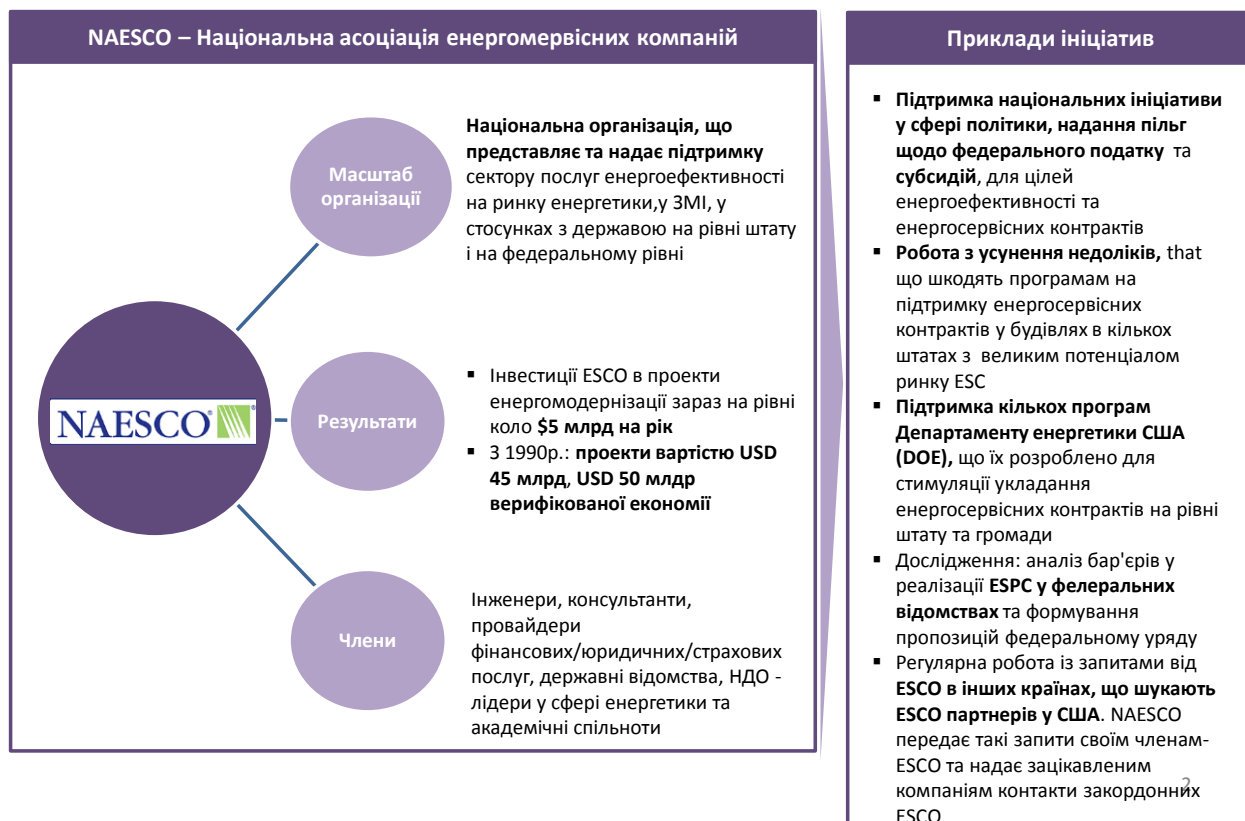 NAESCO – Національна асоціація енергомервісних компаній
Масштаб
організації
Національна організація, що
представляє та надає підтримку
сектору послуг енергоефективності
на ринку енергетики,у ЗМІ, у
стосунках з державою на рівні штату
і на федеральному рівні
NAESCO
Результати
▪ Інвестиції ESCO в проекти
енергомодернізації зараз на рівні
коло $5 млрд на рік
▪ З 1990р.: проекти вартістю USD
45 млрд, USD 50 млдр
верифікованої економії
Члени
Інженери, консультанти,
провайдери
фінансових/юридичних/страхових
послуг, державні відомства, НДО -
лідери у сфері енергетики та
академічні спільноти
Приклади ініціатив
▪ Підтримка національних ініціативи
у сфері політики, надання пільг
щодо федерального податку та
субсидій, для цілей
енергоефективності та
енергосервісних контрактів
▪ Робота з усунення недоліків, that
що шкодять програмам на
підтримку енергосервісних
контрактів у будівлях в кількох
штатах з великим потенціалом
ринку ESC
▪ Підтримка кількох програм
Департаменту енергетики США
(DOE), що їх розроблено для
стимуляції укладання
енергосервісних контрактів на рівні
штату та громади
▪ Дослідження: аналіз бар'єрів у
реалізації ESPC у фелеральних
відомствах та формування
пропозицій федеральному уряду
▪ Регулярна робота із запитами від
ESCO в інших країнах, що шукають
ESCO партнерів у США. NAESCO
передає такі запити своїм членам-
ESCO та надає зацікавленим
компаніям контакти закордонних
ESCO
2